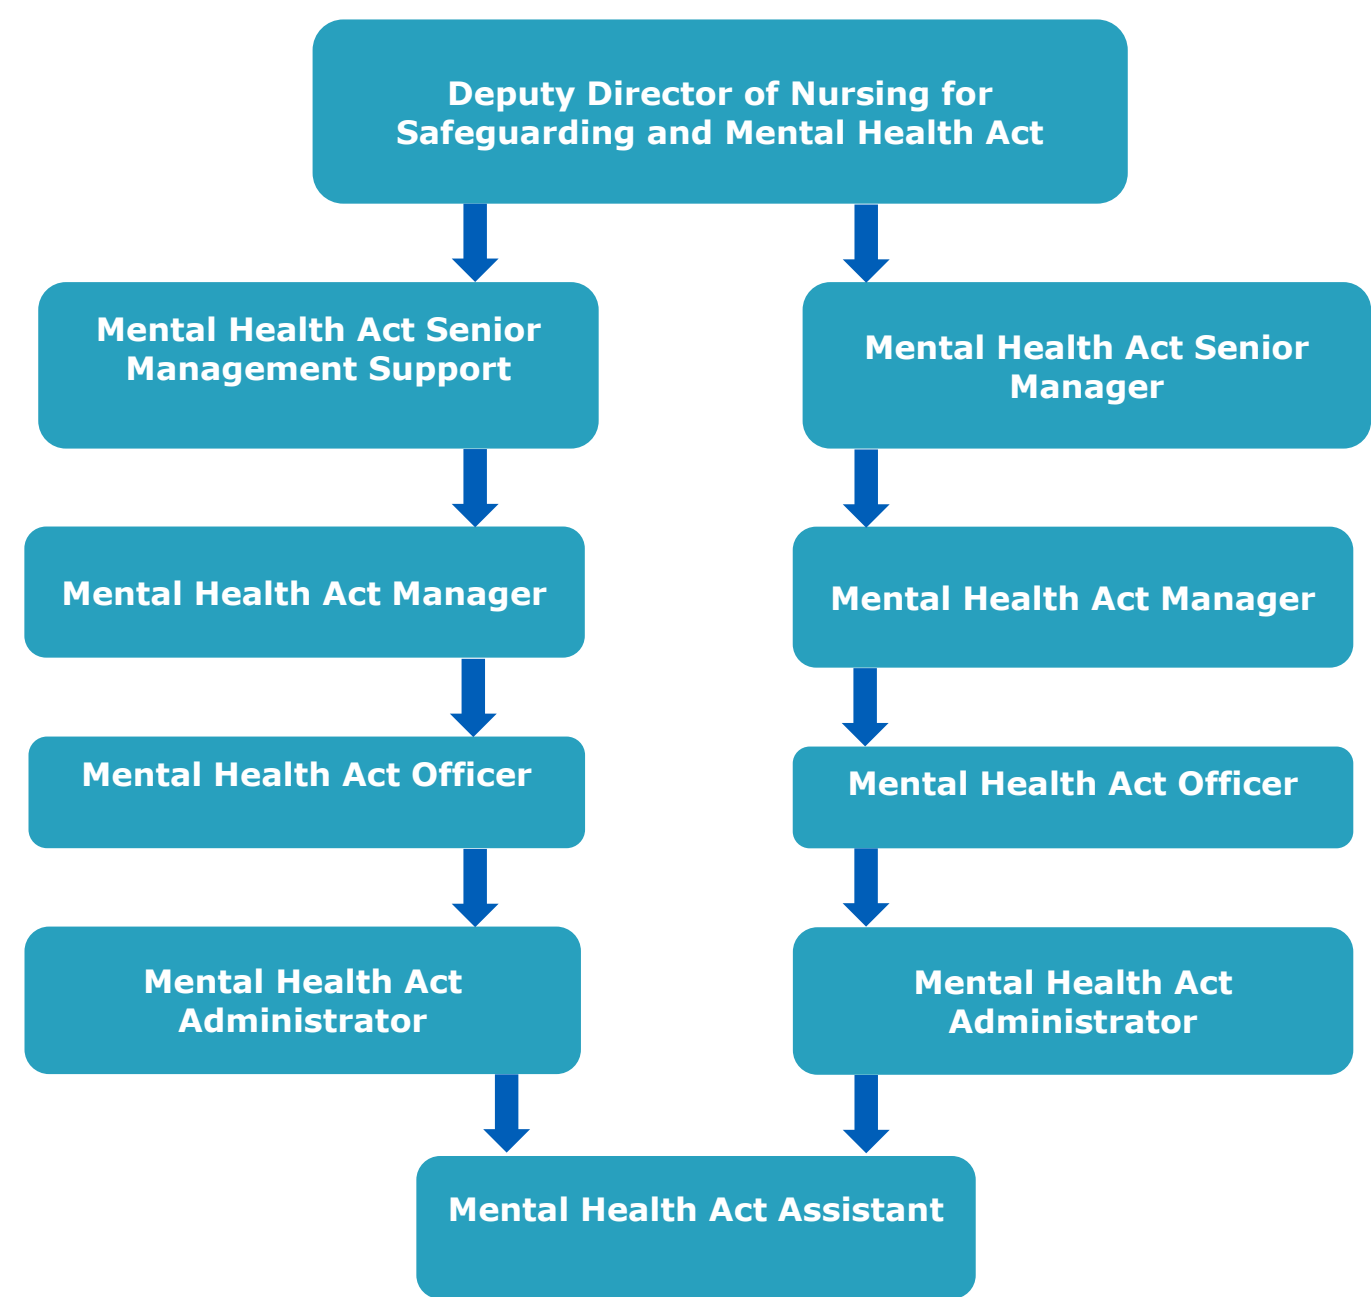 Deputy Director of Nursing for
Safeguarding and Mental Health Act
Mental Health Act Senior
Management Support
Mental Health Act Senior
Manager
Mental Health Act Manager
Mental Health Act Manager
Mental Health Act Officer
Mental Health Act Officer
Mental Health Act
Administrator
Mental Health Act
Administrator
Mental Health Act Assistant